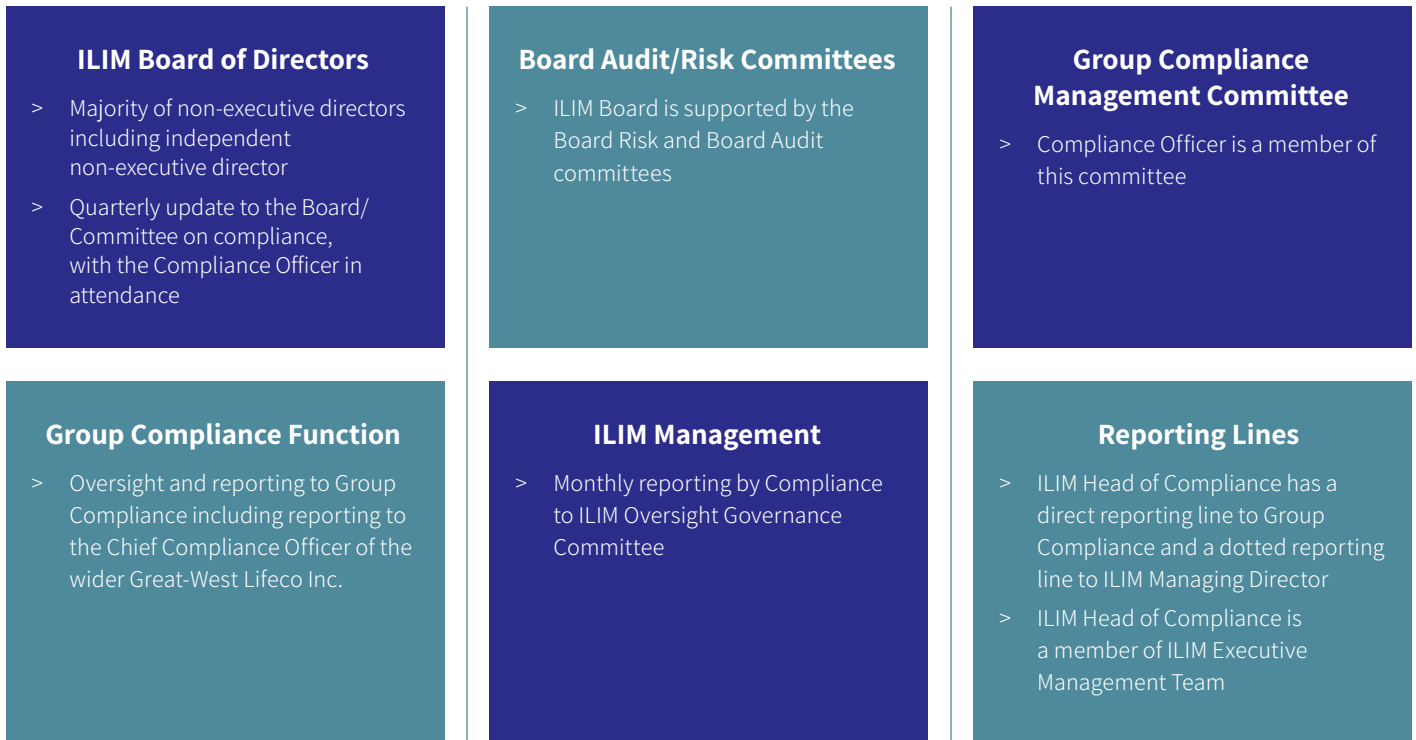 ILIM Board of Directors
> Majority of non-executive directors
including independent
non-executive director
> Quarterly update to the Board/
Committee on compliance,
with the Compliance Officer in
attendance
Board Audit/Risk Committees
> ILIM Board is supported by the
Board Risk and Board Audit
committees
Group Compliance
Management Committee
> Compliance Officer is a member of
this committee
Group Compliance Function
> Oversight and reporting to Group
Compliance including reporting to
the Chief Compliance Officer of the
wider Great-West Lifeco Inc.
ILIM Management
> Monthly reporting by Compliance
to ILIM Oversight Governance
Committee
Reporting Lines
> ILIM Head of Compliance has a
direct reporting line to Group
Compliance and a dotted reporting
line to ILIM Managing Director
> ILIM Head of Compliance is
a member of ILIM Executive
Management Team